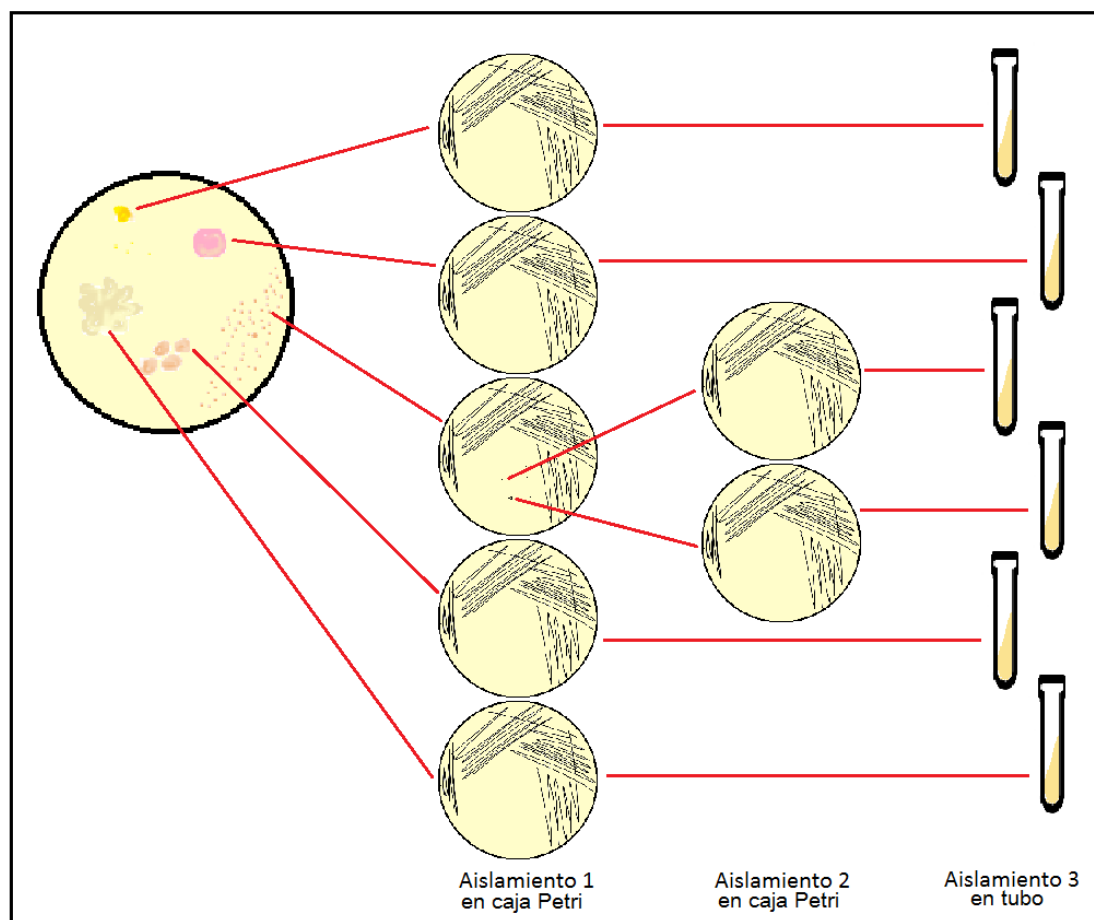 Aislamiento 1
en caja Petri
Aislamiento 2
en caja Petri
Aislamiento 3
en tubo